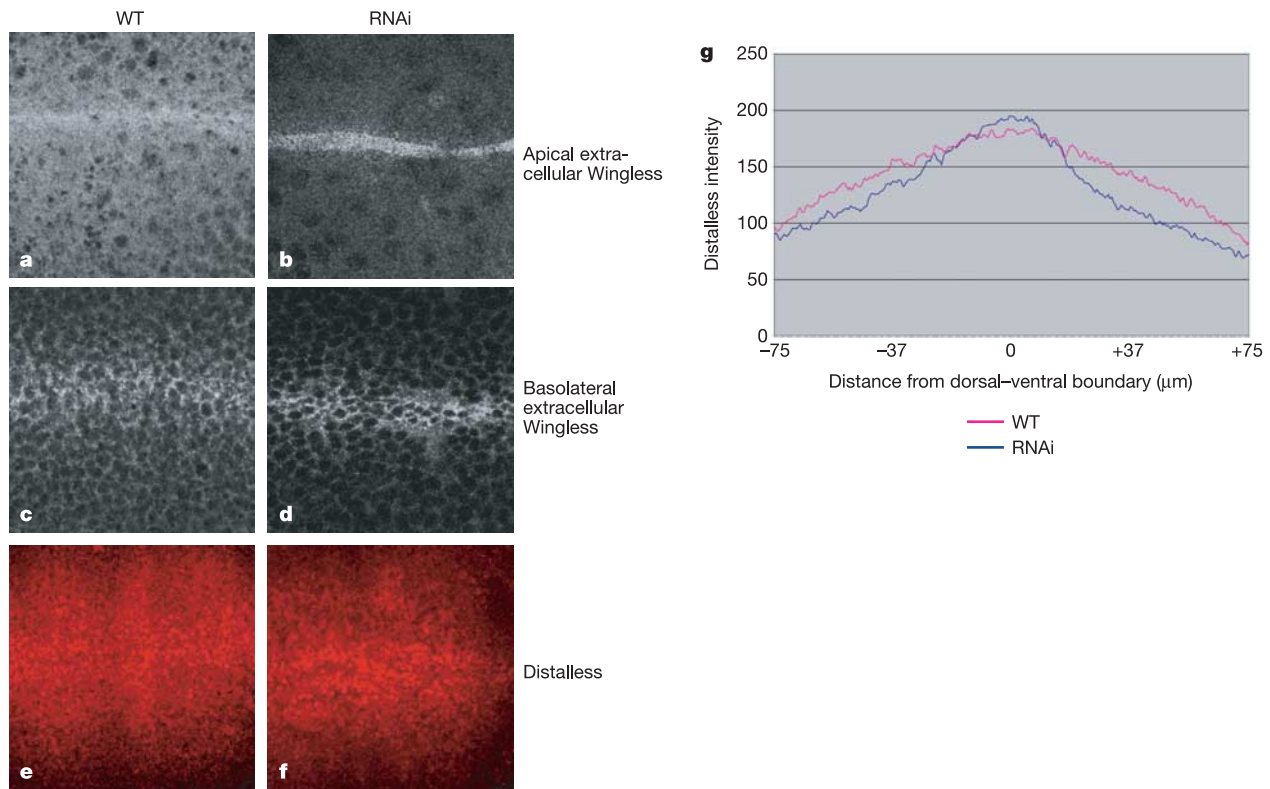 WT
RNAi
a
b
Apical extra-
cellular Wingless
c
d
Basolateral
extracellular
Wingless
e
f
Distalless
g
250
200
150
100
50
0
Distalless intensity
–75
–37
0
+37
+75
Distance from dorsal–ventral boundary (μm)
WT
RNAi